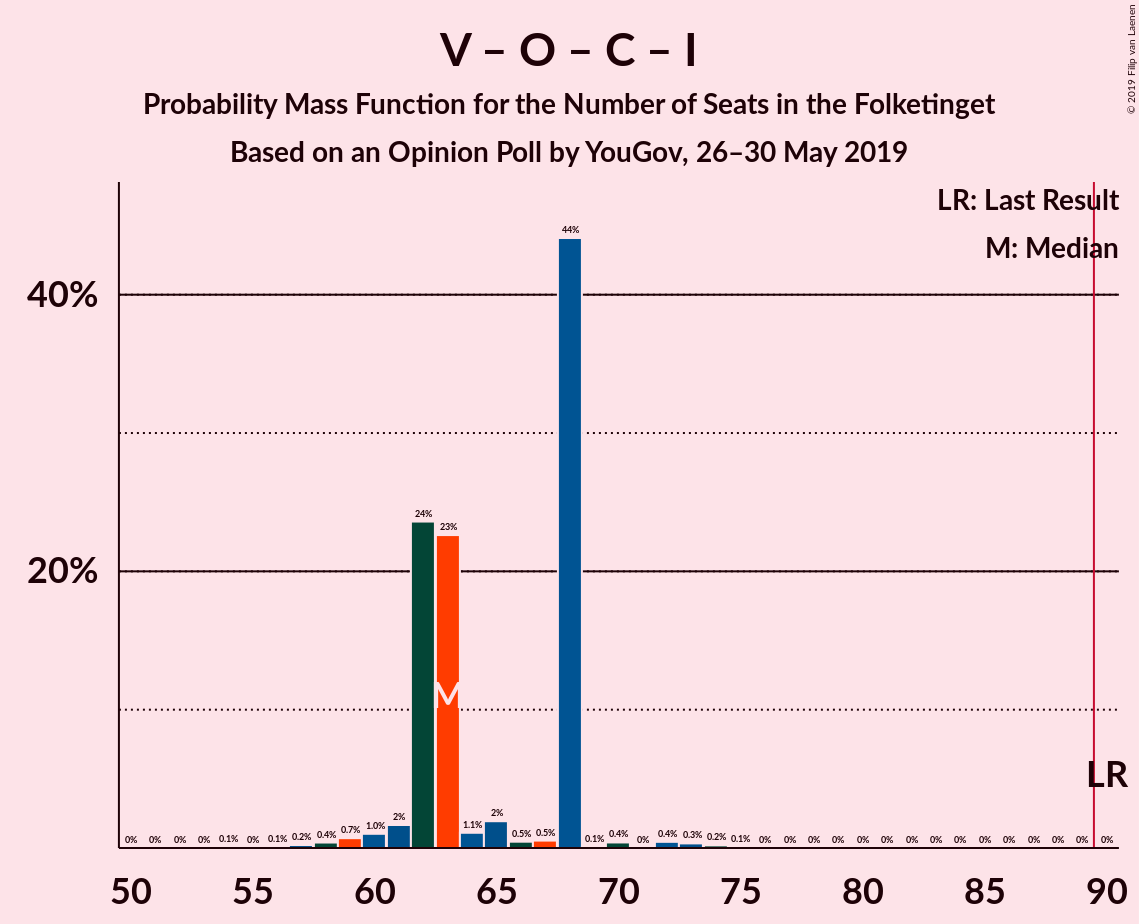 V – O – C – I
Probability Mass Function for the Number of Seats in the Folketinget
Based on an Opinion Poll by YouGov, 26–30 May 2019
© 2019 Filip van Laenen
LR: Last Result
M: Median
40%
20%
0% 0% 0% 0% 0.1% 0% 0.1% 0.2% 0.4% 0.7% 1.0% 2% 24% 23% 1.1% 2% 0.5% 0.5% 44% 0.1% 0.4% 0% 0.4% 0.3% 0.2% 0.1% 0% 0% 0% 0% 0% 0% 0% 0% 0% 0% 0% 0% 0% 0% 0%
M
LR
50 55 60 65 70 75 80 85 90